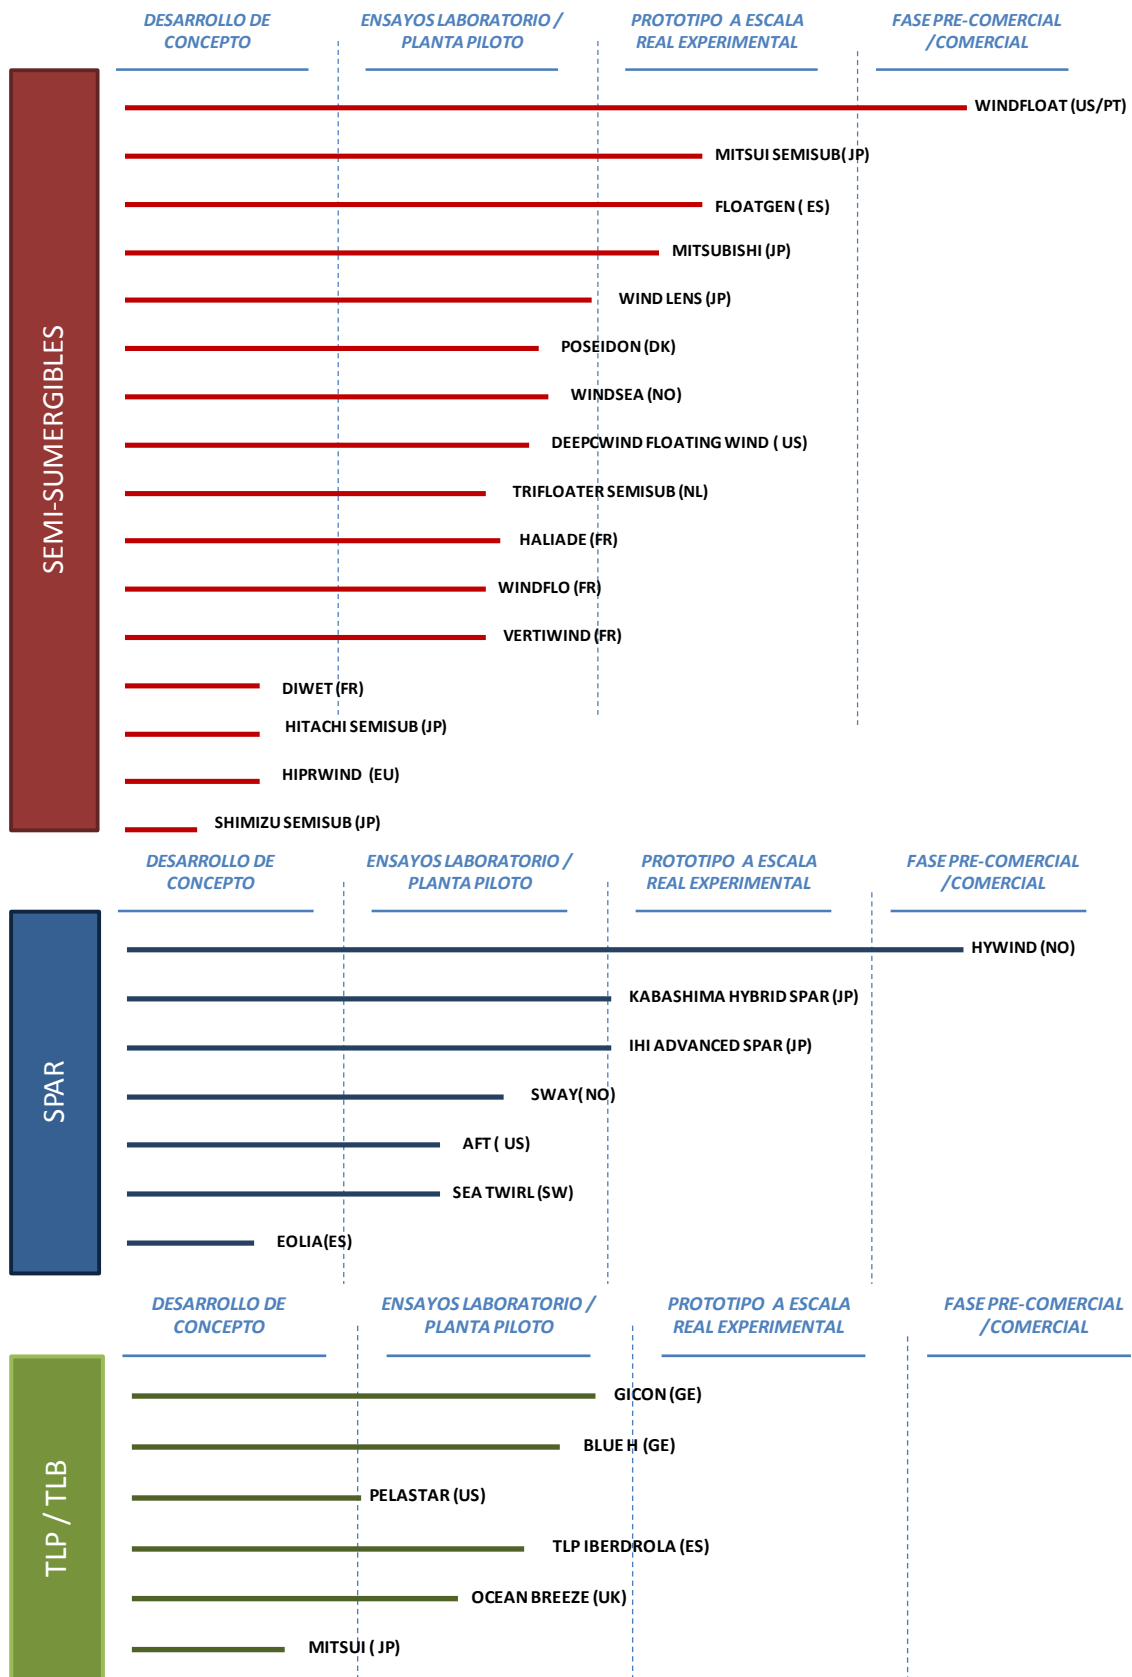 DESARROLLO DE
CONCEPTO
ENSAYOS LABORATORIO /
PLANTA PILOTO
PROTOTIPO A ESCALA
REAL EXPERIMENTAL
FASE PRE-COMERCIAL
/COMERCIAL
SEMI-SUMERGIBLES
WINDFLOAT (US/PT)
MITSUI SEMISUB( JP)
FLOATGEN ( ES)
MITSUBISHI (JP)
WIND LENS (JP)
POSEIDON (DK)
WINDSEA (NO)
DEEPCWIND FLOATING WIND ( US)
TRIFLOATER SEMISUB (NL)
HALIADE (FR)
WINDFLO (FR)
VERTIWIND (FR)
DIWET (FR)
HITACHI SEMISUB (JP)
HIPRWIND (EU)
SHIMIZU SEMISUB (JP)
DESARROLLO DE
CONCEPTO
ENSAYOS LABORATORIO /
PLANTA PILOTO
PROTOTIPO A ESCALA
REAL EXPERIMENTAL
FASE PRE-COMERCIAL
/COMERCIAL
SPAR
HYWIND (NO)
KABASHIMA HYBRID SPAR (JP)
IHI ADVANCED SPAR (JP)
SWAY( NO)
AFT ( US)
SEA TWIRL (SW)
EOLIA(ES)
DESARROLLO DE
CONCEPTO
ENSAYOS LABORATORIO /
PLANTA PILOTO
PROTOTIPO A ESCALA
REAL EXPERIMENTAL
FASE PRE-COMERCIAL
/COMERCIAL
TLP / TLB
GICON (GE)
BLUE H (GE)
PELASTAR (US)
TLP IBERDROLA (ES)
OCEAN BREEZE (UK)
MITSUI ( JP)